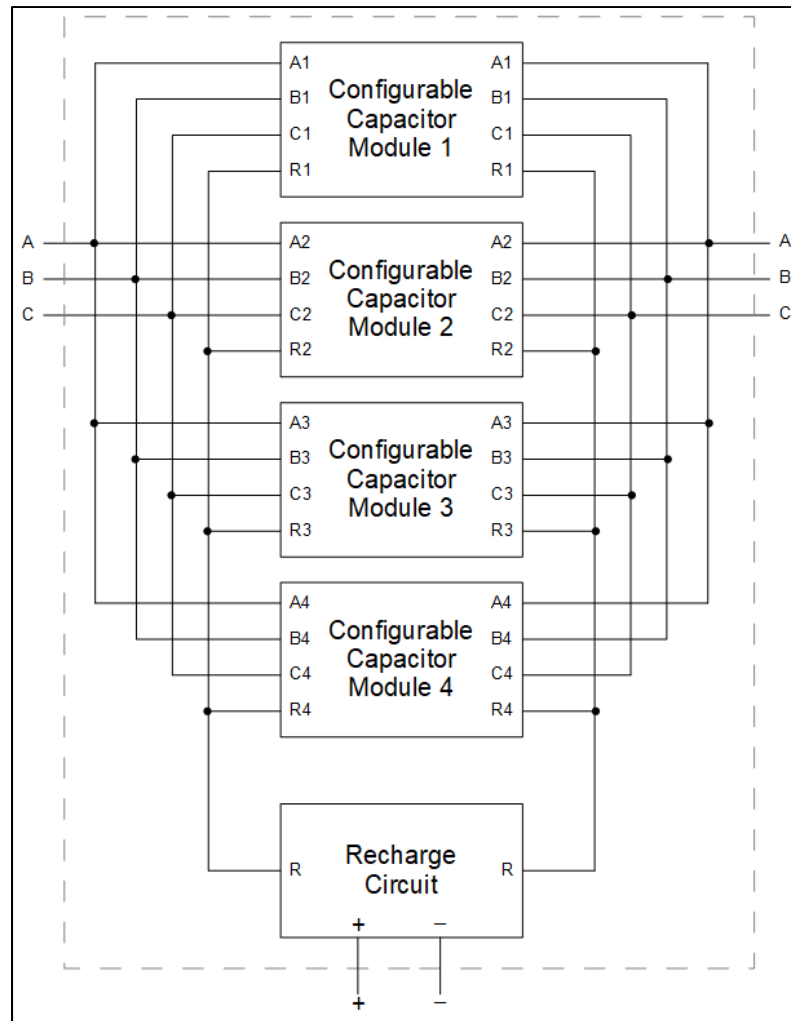 A1 Configurable A1
B1 Capacitor B1
C1 Module 1 C1
R1 R1
A A2 Configurable A2 A
B B2 Capacitor B2 B
C C2 Module 2 C2 C
R2 R2
A3 Configurable A3
B3 Capacitor B3
C3 Module 3 C3
R3 R3
A4 Configurable A4
B4 Capacitor B4
C4 Module 4 C4
R4 R4
R Recharge R
Circuit
+ −
+ −